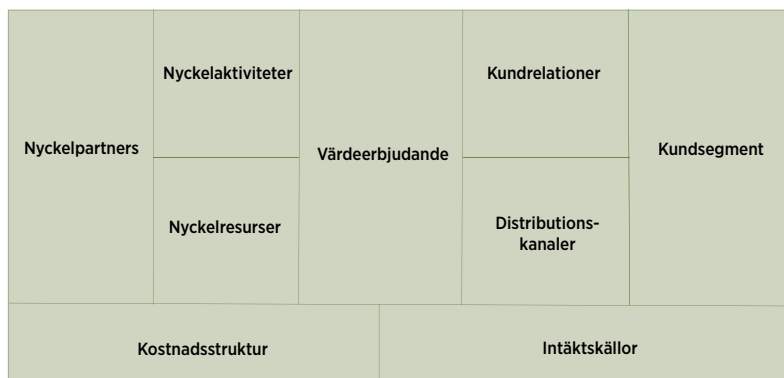 Nyckelpartners
Nyckelaktiviteter
Nyckelresurser
Värdeerbjudande
Kundrelationer
Distributions-
kanaler
Kundsegment
Kostnadsstruktur
Intäktskällor